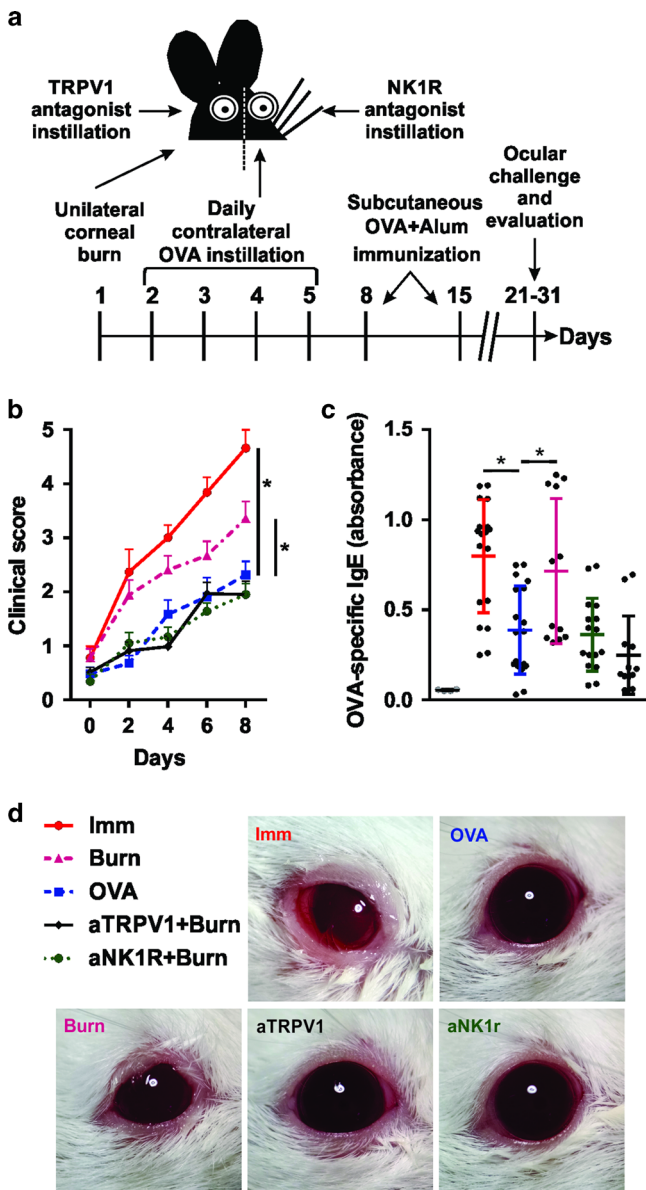 a
TRPV1
antagonist
instillation
NK1R
antagonist
instillation
Unilateral
corneal
burn
Daily
contralateral
OVA instillation
Subcutaneous
OVA+Alum
immunization
Ocular
challenge
and
evaluation
1 2 3 4 5 8 15 21-31
Days
b
Clinical score
5
4
3
2
1
0
0 2 4 6 8
Days
*
*
c
OVA-specific IgE (absorbance)
1.5
1.0
0.5
0.0
* *
d
Imm
Burn
OVA
aTRPV1+Burn
aNK1R+Burn
Imm
OVA
Burn
aTRPV1
aNK1r